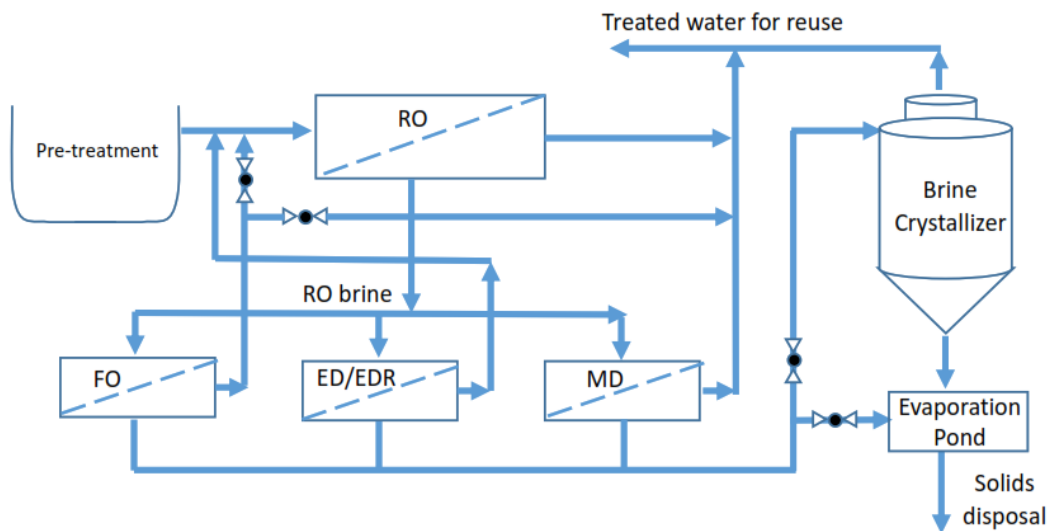 Treated water for reuse
RO
Pre-treatment
Brine
Crystallizer
RO brine
FO
ED/EDR
MD
Evaporation
Pond
Solids
disposal